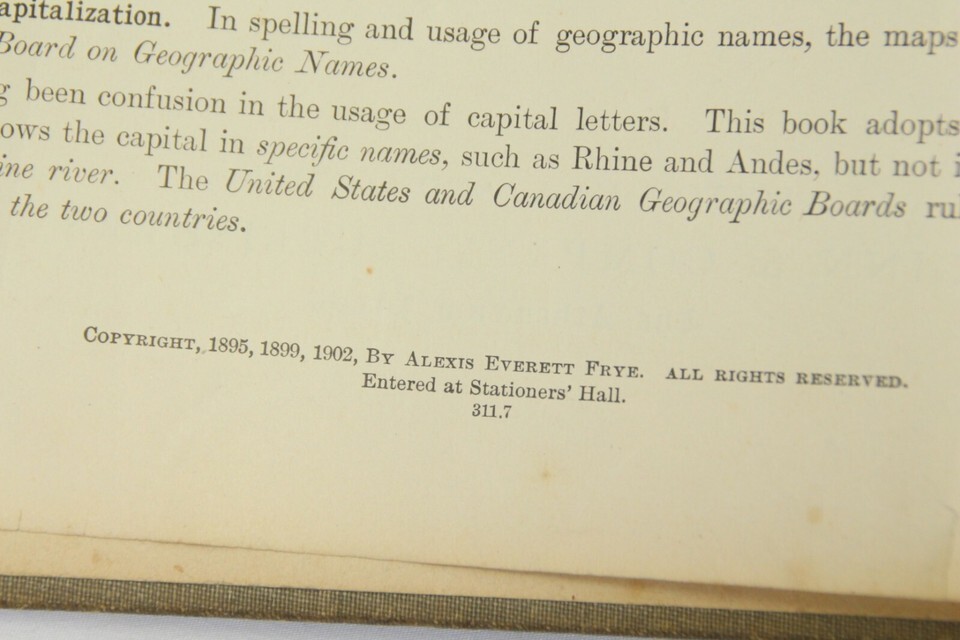 apitalization. In spelling and usage of geographic names, the maps
Board on Geographic Names.
g been confusion in the usage of capital letters. This book adopts
ows the capital in specific names, such as Rhine and Andes, but not i
ine river. The United States and Canadian Geographic Boards rul
the two countries.
COPYRIGHT, 1895, 1899, 1902, BY ALEXIS EVERETT FRYE. ALL RIGHTS RESERVED.
Entered at Stationers' Hall.
311.7